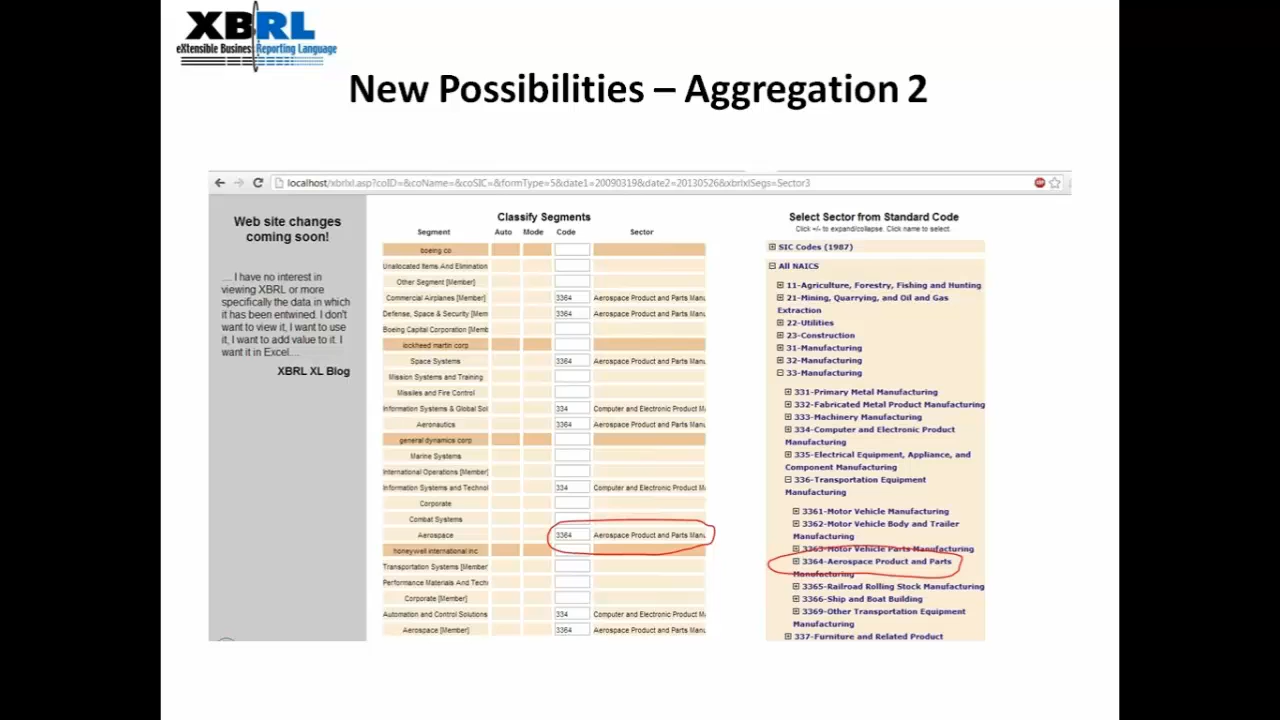 XBRL
eXtensible Business Reporting Language
New Possibilities – Aggregation 2
localhost/xbrlxl.asp?coID=&coName=&coSIC=&formType=5&date1=20090319&date2=20130526&xbrlxlSegs=Sector3
Web site changes
coming soon!
... I have no interest in
viewing XBRL or more
specifically the data in which
it has been entwined. I don't
want to view it, I want to use
it, I want to add value to it. I
want it in Excel....
XBRL XL Blog
Classify Segments
Segment Auto Mode Code Sector
boeing co
Unallocated Items And Elimination
Other Segment [Member]
Commercial Airplanes [Member] 3364 Aerospace Product and Parts Manu
Defense, Space & Security [Mem 3364 Aerospace Product and Parts Manu
Boeing Capital Corporation [Memb
lockheed martin corp
Space Systems 3364 Aerospace Product and Parts Manu
Mission Systems and Training
Missiles and Fire Control
Information Systems & Global Sol 334 Computer and Electronic Product M
Aeronautics 3364 Aerospace Product and Parts Manu
general dynamics corp
Marine Systems
International Operations [Member]
Information Systems and Technol 334 Computer and Electronic Product M
Corporate
Combat Systems
Aerospace 3364 Aerospace Product and Parts Manu
honeywell international inc
Transportation Systems [Member]
Performance Materials And Tech
Corporate [Member]
Automation and Control Solutions 334 Computer and Electronic Product M
Aerospace [Member] 3364 Aerospace Product and Parts Manu
Select Sector from Standard Code
Click +/- to expand/collapse. Click name to select.
SIC Codes (1987)
All NAICS
11-Agriculture, Forestry, Fishing and Hunting
21-Mining, Quarrying, and Oil and Gas
Extraction
22-Utilities
23-Construction
31-Manufacturing
32-Manufacturing
33-Manufacturing
331-Primary Metal Manufacturing
332-Fabricated Metal Product Manufacturing
333-Machinery Manufacturing
334-Computer and Electronic Product
Manufacturing
335-Electrical Equipment, Appliance, and
Component Manufacturing
336-Transportation Equipment
Manufacturing
3361-Motor Vehicle Manufacturing
3362-Motor Vehicle Body and Trailer
Manufacturing
3363-Motor Vehicle Parts Manufacturing
3364-Aerospace Product and Parts
Manufacturing
3365-Railroad Rolling Stock Manufacturing
3366-Ship and Boat Building
3369-Other Transportation Equipment
Manufacturing
337-Furniture and Related Product